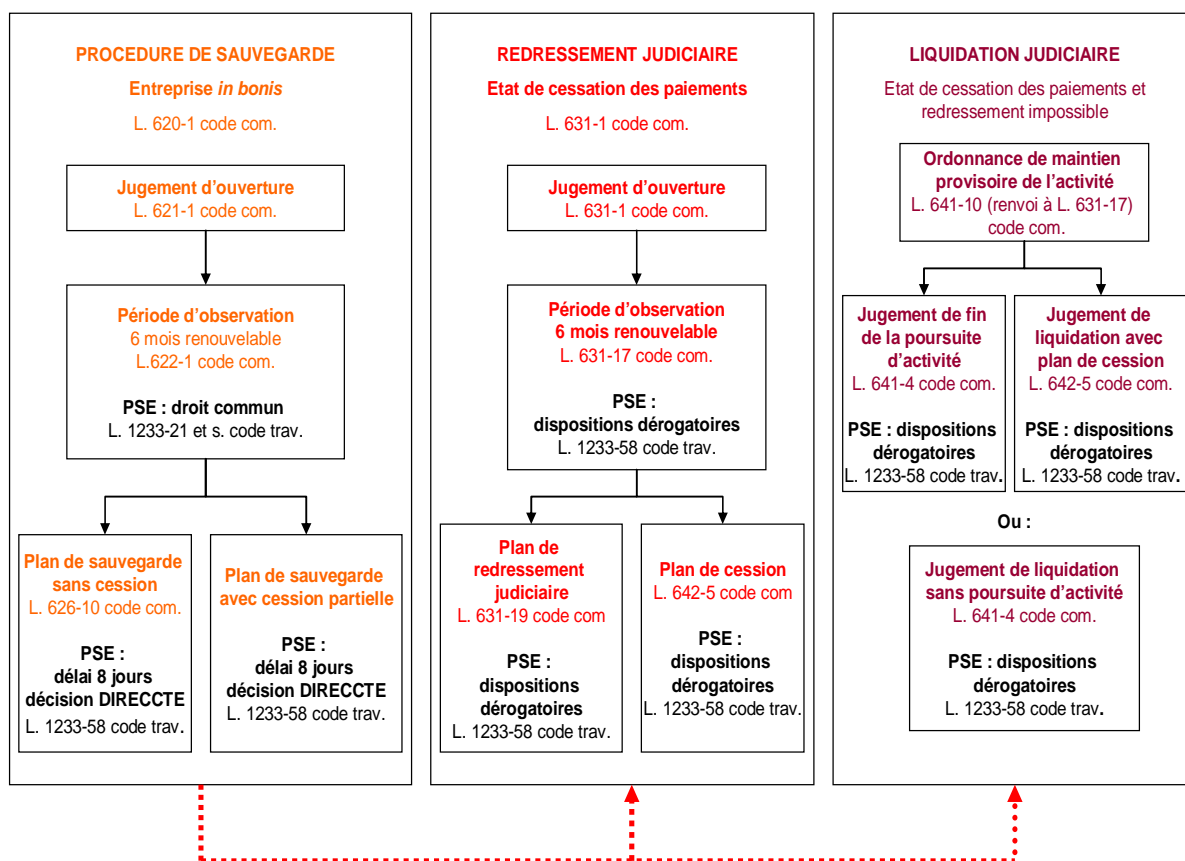 PROCEDURE DE SAUVEGARDE
Entreprise in bonis
L. 620-1 code com.
Jugement d’ouverture
L. 621-1 code com.
Période d’observation
6 mois renouvelable
L.622-1 code com.
PSE : droit commun
L. 1233-21 et s. code trav.
Plan de sauvegarde
sans cession
L. 626-10 code com.
PSE :
délai 8 jours
décision DIRECCTE
L. 1233-58 code trav.
Plan de sauvegarde
avec cession partielle
PSE :
délai 8 jours
décision DIRECCTE
L. 1233-58 code trav.
REDRESSEMENT JUDICIAIRE
Etat de cessation des paiements
L. 631-1 code com.
Jugement d’ouverture
L. 631-1 code com.
Période d’observation
6 mois renouvelable
L. 631-17 code com.
PSE :
dispositions dérogatoires
L. 1233-58 code trav.
Plan de
redressement
judiciaire
L. 631-19 code com
PSE :
dispositions
dérogatoires
L. 1233-58 code trav.
Plan de cession
L. 642-5 code com
PSE :
dispositions
dérogatoires
L. 1233-58 code trav.
LIQUIDATION JUDICIAIRE
Etat de cessation des paiements et
redressement impossible
Ordonnance de maintien
provisoire de l’activité
L. 641-10 (renvoi à L. 631-17)
code com.
Jugement de fin
de la poursuite
d’activité
L. 641-4 code com.
PSE : dispositions
dérogatoires
L. 1233-58 code trav.
Jugement de
liquidation avec
plan de cession
L. 642-5 code com.
PSE : dispositions
dérogatoires
L. 1233-58 code trav.
Ou :
Jugement de liquidation
sans poursuite d’activité
L. 641-4 code com.
PSE : dispositions
dérogatoires
L. 1233-58 code trav.